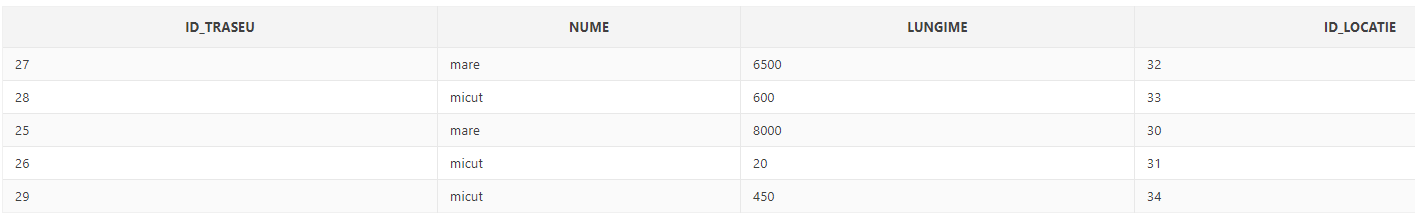 ID_TRASEU NUME LUNGIME ID_LOCATIE
27 mare 6500 32
28 micut 600 33
25 mare 8000 30
26 micut 20 31
29 micut 450 34